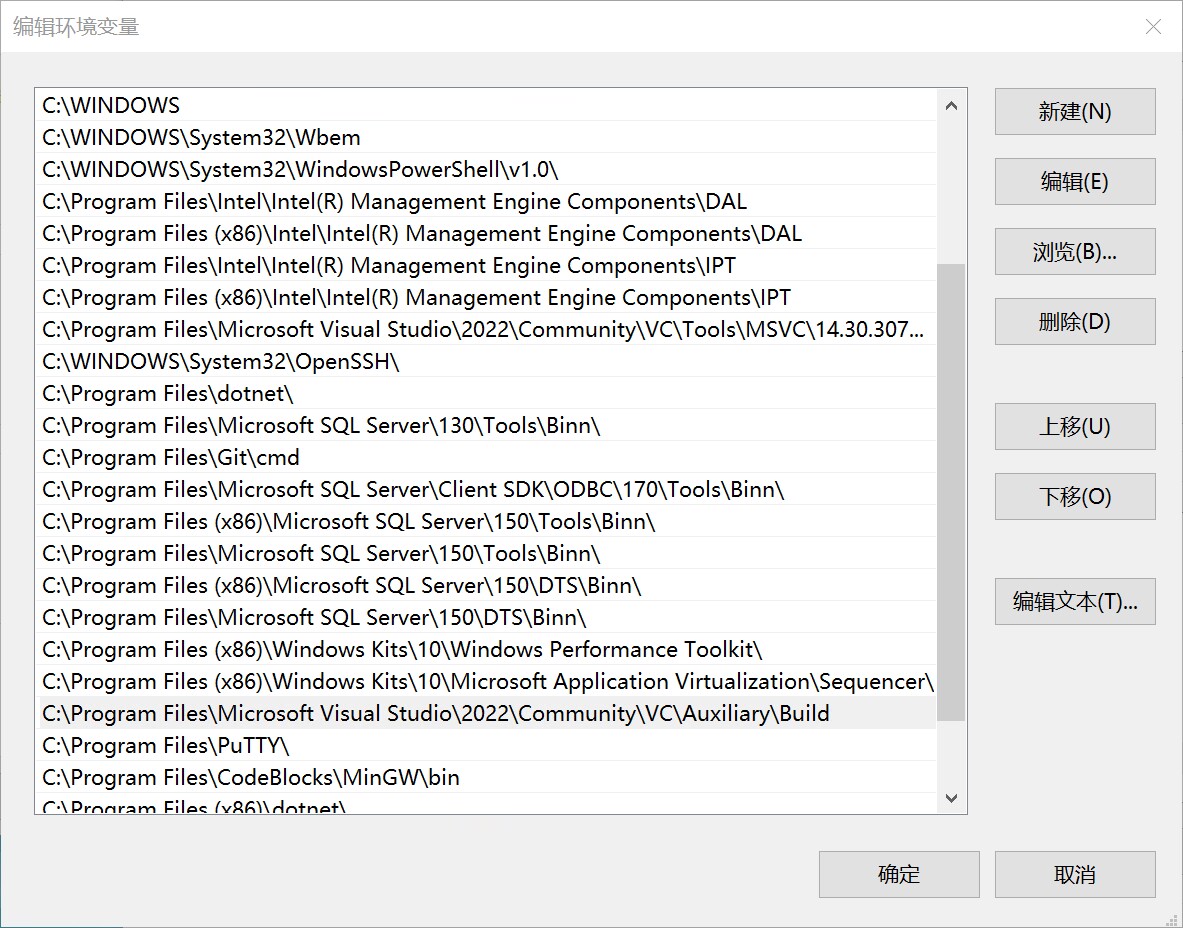 编辑环境变量
C:\WINDOWS
C:\WINDOWS\System32\Wbem
C:\WINDOWS\System32\WindowsPowerShell\v1.0\
C:\Program Files\Intel\Intel(R) Management Engine Components\DAL
C:\Program Files (x86)\Intel\Intel(R) Management Engine Components\DAL
C:\Program Files\Intel\Intel(R) Management Engine Components\IPT
C:\Program Files (x86)\Intel\Intel(R) Management Engine Components\IPT
C:\Program Files\Microsoft Visual Studio\2022\Community\VC\Tools\MSVC\14.30.307...
C:\WINDOWS\System32\OpenSSH\
C:\Program Files\dotnet\
C:\Program Files\Microsoft SQL Server\130\Tools\Binn\
C:\Program Files\Git\cmd
C:\Program Files\Microsoft SQL Server\Client SDK\ODBC\170\Tools\Binn\
C:\Program Files (x86)\Microsoft SQL Server\150\Tools\Binn\
C:\Program Files\Microsoft SQL Server\150\Tools\Binn\
C:\Program Files (x86)\Microsoft SQL Server\150\DTS\Binn\
C:\Program Files\Microsoft SQL Server\150\DTS\Binn\
C:\Program Files (x86)\Windows Kits\10\Windows Performance Toolkit\
C:\Program Files (x86)\Windows Kits\10\Microsoft Application Virtualization\Sequencer\
C:\Program Files\Microsoft Visual Studio\2022\Community\VC\Auxiliary\Build
C:\Program Files\PuTTY\
C:\Program Files\CodeBlocks\MinGW\bin
C:\Program Files (x86)\dotnet\
新建(N)
编辑(E)
浏览(B)...
删除(D)
上移(U)
下移(O)
编辑文本(T)...
确定
取消